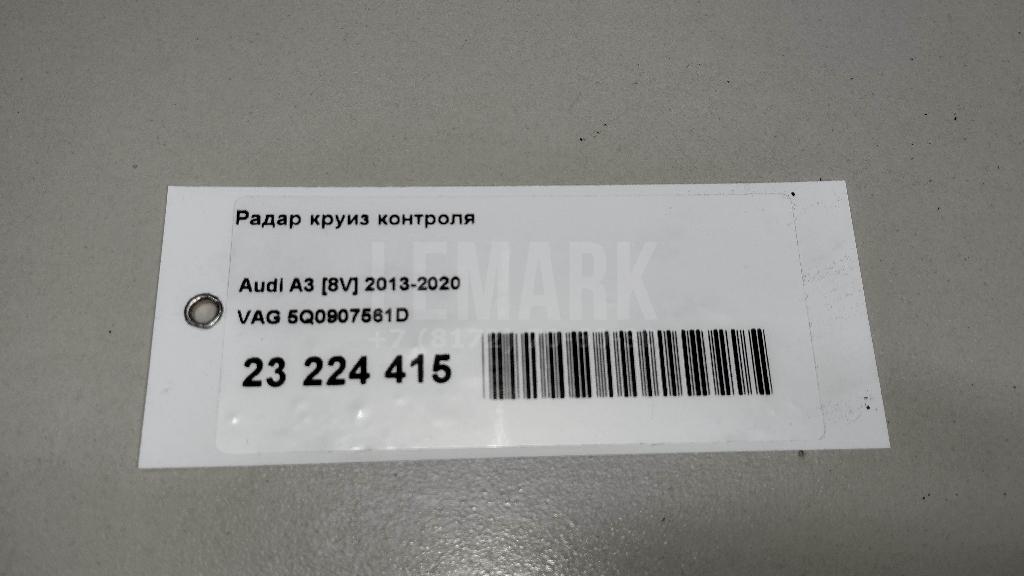 Радар круиз контроля
LEMARK
Audi A3 [8V] 2013-2020
VAG 5Q0907561D
23 224 415